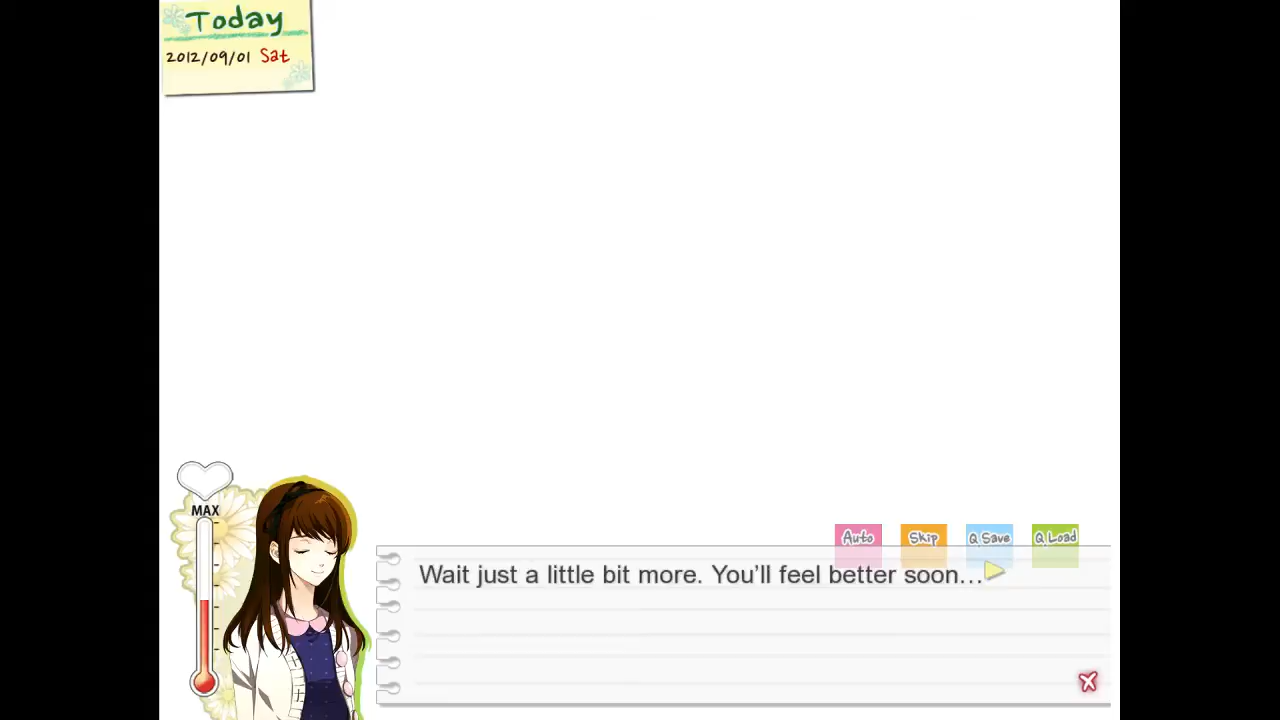 Today
2012/09/01 Sat
MAX
Auto Skip Q.Save Q.Load
Wait just a little bit more. You’ll feel better soon…